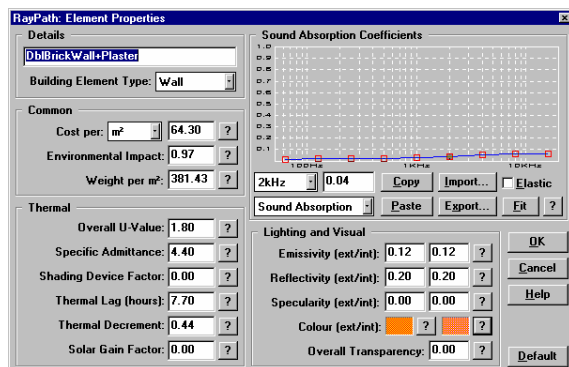 RayPath: Element Properties
Details
DblBrickWall+Plaster
Building Element Type: Wall
Common
Cost per: m² 64.30 ?
Environmental Impact: 0.97 ?
Weight per m²: 381.43 ?
Thermal
Overall U-Value: 1.80 ?
Specific Admittance: 4.40 ?
Shading Device Factor: 0.00 ?
Thermal Lag (hours): 7.70 ?
Thermal Decrement: 0.44 ?
Solar Gain Factor: 0.00 ?
Sound Absorption Coefficients
1.0
0.9
0.8
0.7
0.6
0.5
0.4
0.3
0.2
0.1
100Hz 1KHz 10KHz
2kHz 0.04 Copy Import... Elastic
Sound Absorption Paste Export... Fit ?
Lighting and Visual
Emissivity (ext/int): 0.12 0.12 ?
Reflectivity (ext/int): 0.20 0.20 ?
Specularity (ext/int): 0.00 0.00 ?
Colour (ext/int): ? ?
Overall Transparency: 0.00 ?
OK
Cancel
Help
Default